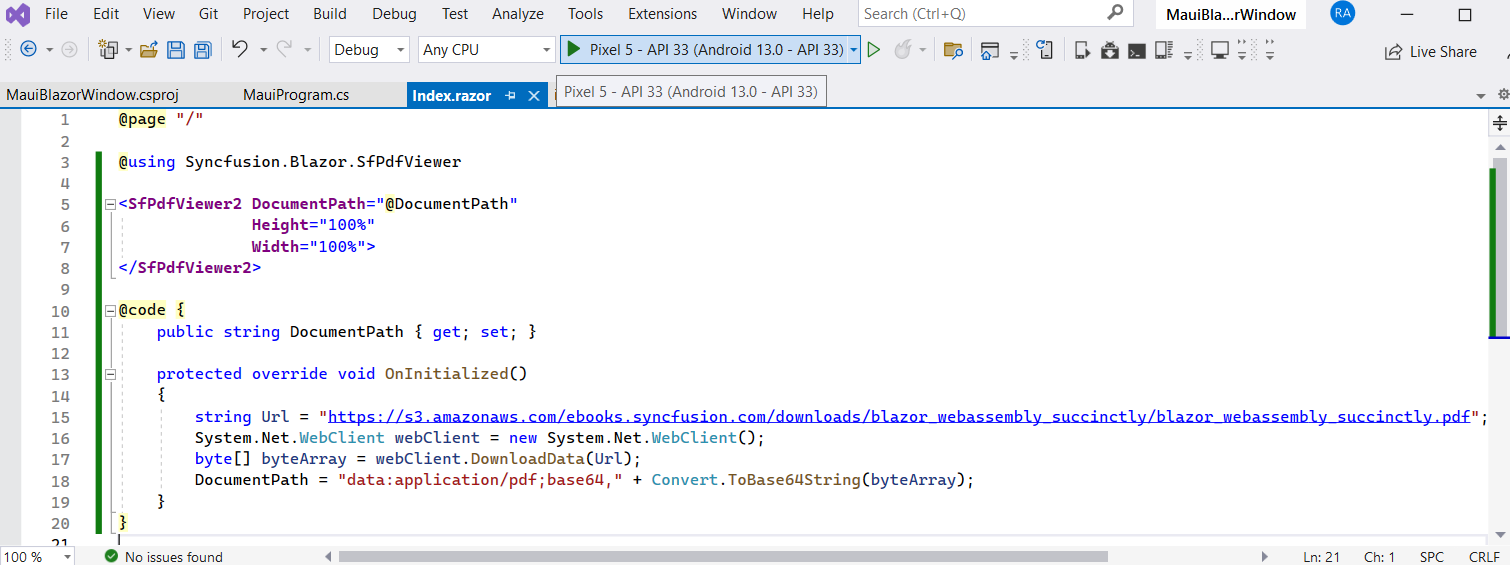 File Edit View Git Project Build Debug Test Analyze Tools Extensions Window Help Search (Ctrl+Q) MauiBla...rWindow RA
Debug Any CPU Pixel 5 - API 33 (Android 13.0 - API 33) Live Share
MauiBlazorWindow.csproj MauiProgram.cs Index.razor Pixel 5 - API 33 (Android 13.0 - API 33)
1 @page "/"
2
3 @using Syncfusion.Blazor.SfPdfViewer
4
5 <SfPdfViewer2 DocumentPath="@DocumentPath"
6 Height="100%"
7 Width="100%">
8 </SfPdfViewer2>
9
10 @code {
11 public string DocumentPath { get; set; }
12
13 protected override void OnInitialized()
14 {
15 string Url = "https://s3.amazonaws.com/ebooks.syncfusion.com/downloads/blazor_webassembly_succinctly/blazor_webassembly_succinctly.pdf";
16 System.Net.WebClient webClient = new System.Net.WebClient();
17 byte[] byteArray = webClient.DownloadData(Url);
18 DocumentPath = "data:application/pdf;base64," + Convert.ToBase64String(byteArray);
19 }
20 }
21
100 % No issues found Ln: 21 Ch: 1 SPC CRLF